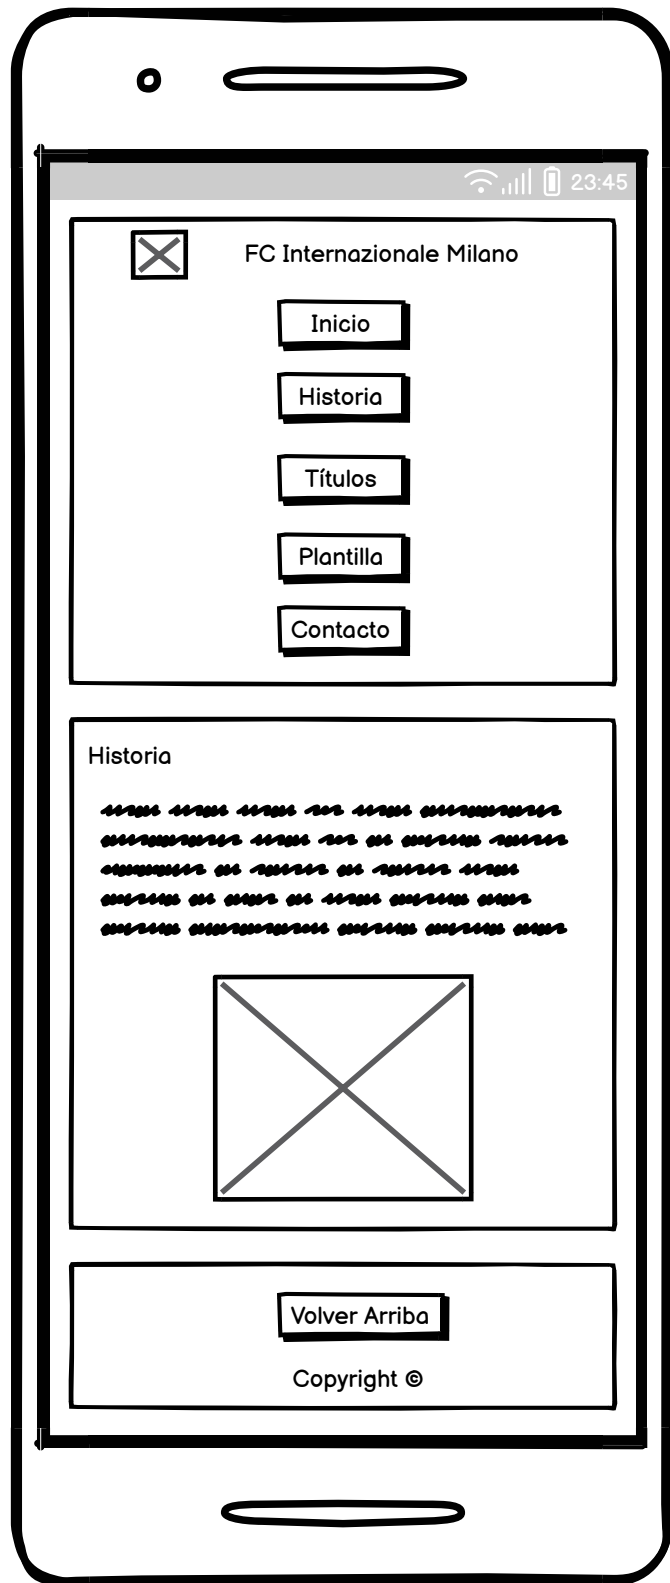 23:45
FC Internazionale Milano
Inicio
Historia
Títulos
Plantilla
Contacto
Historia
Volver Arriba
Copyright ©